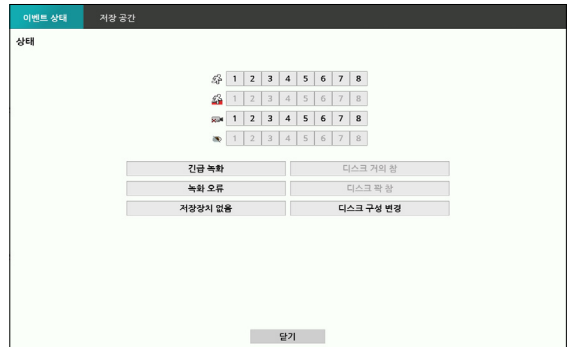 이벤트 상태 저장 공간
상태
1 2 3 4 5 6 7 8
1 2 3 4 5 6 7 8
1 2 3 4 5 6 7 8
1 2 3 4 5 6 7 8
긴급 녹화 디스크 거의 참
녹화 오류 디스크 꽉 참
저장장치 없음 디스크 구성 변경
닫기